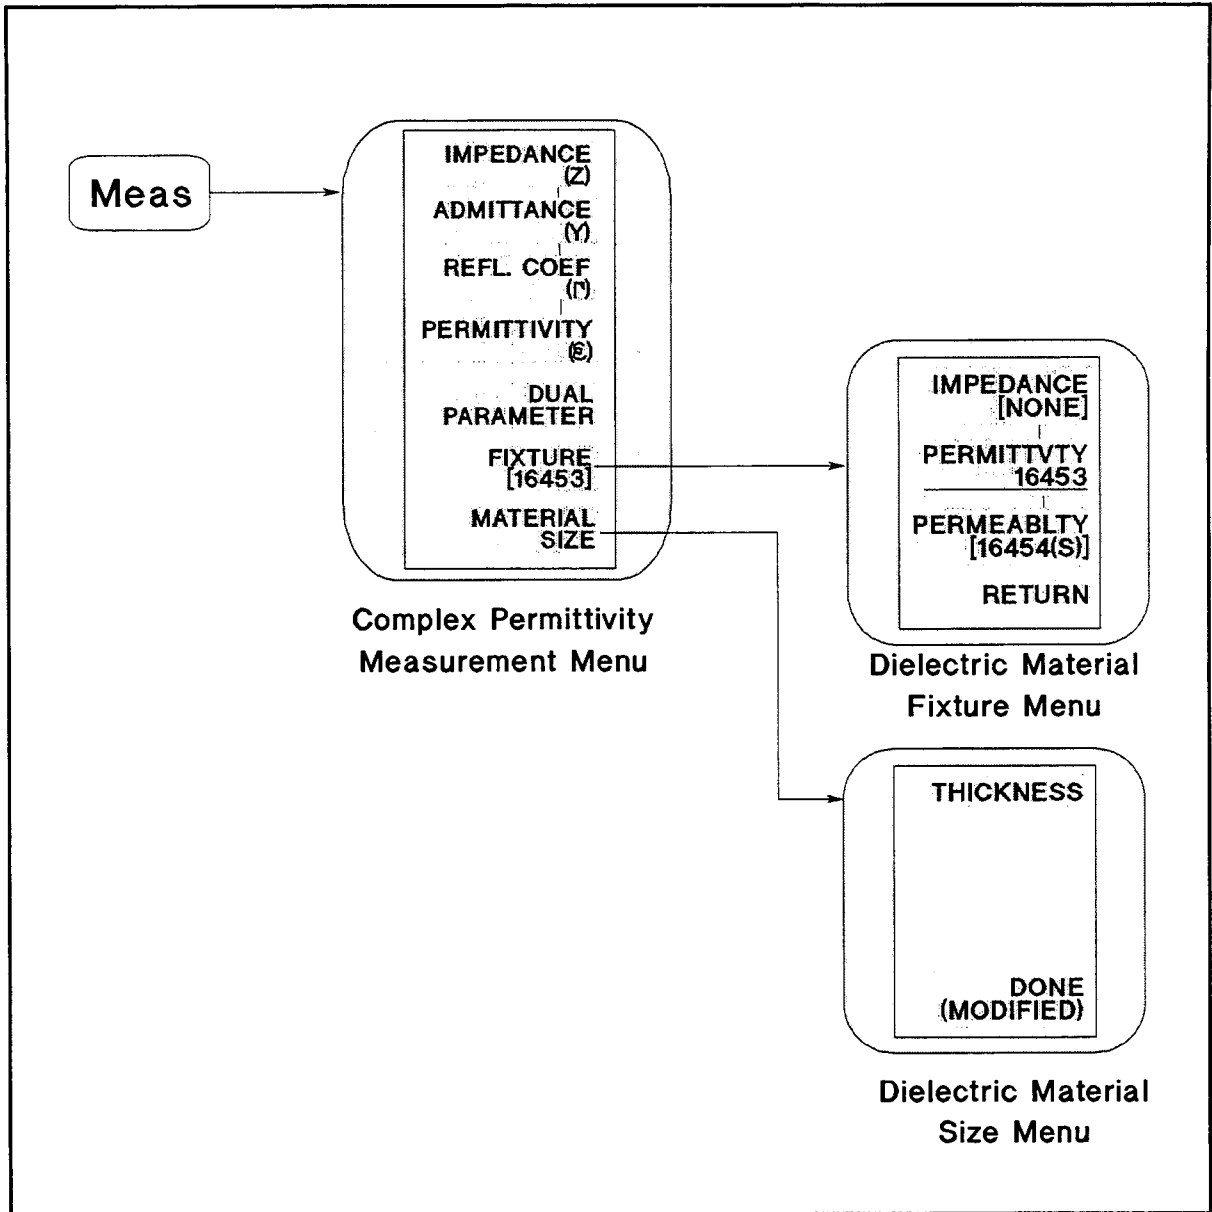 Meas
IMPEDANCE
(Z)
ADMITTANCE
(Y)
REFL. COEF
(Γ)
PERMITTIVITY
(ε)
DUAL
PARAMETER
FIXTURE
[16453]
MATERIAL
SIZE
Complex Permittivity
Measurement Menu
IMPEDANCE
[NONE]
PERMITTVTY
16453
PERMEABLTY
[16454(S)]
RETURN
Dielectric Material
Fixture Menu
THICKNESS
DONE
(MODIFIED)
Dielectric Material
Size Menu